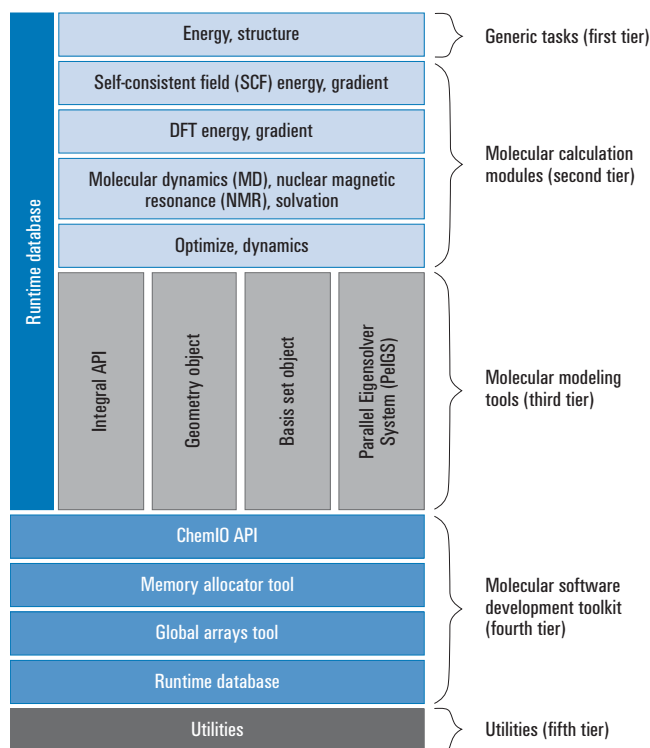 Runtime database
Energy, structure
Generic tasks (first tier)
Self-consistent field (SCF) energy, gradient
DFT energy, gradient
Molecular dynamics (MD), nuclear magnetic
resonance (NMR), solvation
Optimize, dynamics
Molecular calculation
modules (second tier)
Integral API
Geometry object
Basis set object
Parallel Eigensolver
System (PeIGS)
Molecular modeling
tools (third tier)
ChemIO API
Memory allocator tool
Global arrays tool
Runtime database
Molecular software
development toolkit
(fourth tier)
Utilities
Utilities (fifth tier)